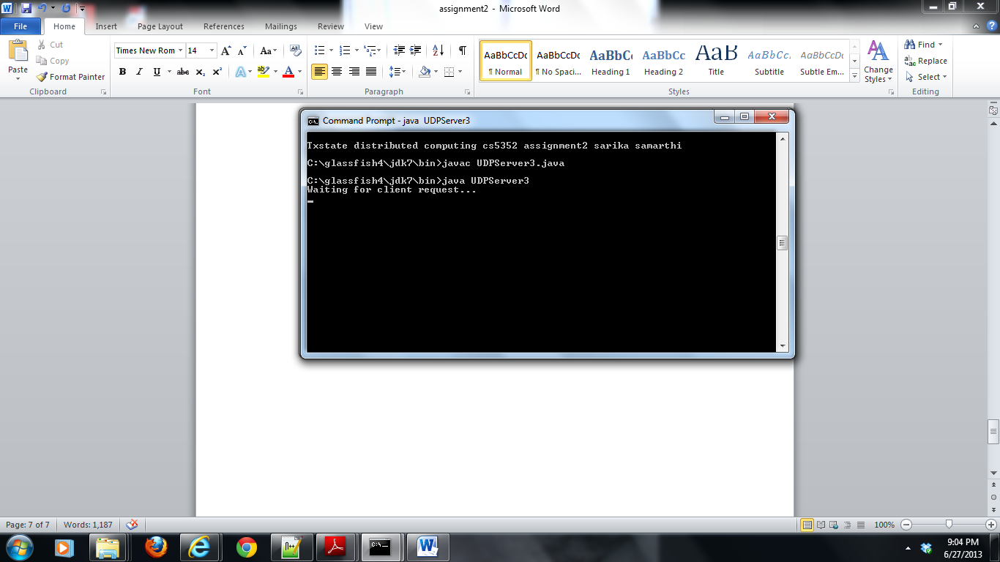 assignment2 - Microsoft Word
File Home Insert Page Layout References Mailings Review View
Paste
Cut
Copy
Format Painter
Clipboard
Times New Rom 14
Font
Paragraph
AaBbCcDc AaBbCcDc AaBbCc AaBbCc AaB AaBbCc. AaBbCcDc
¶ Normal ¶ No Spaci... Heading 1 Heading 2 Title Subtitle Subtle Em...
Styles
Change
Styles
Find
Replace
Select
Editing
Command Prompt - java UDPServer3
Txstate distributed computing cs5352 assignment2 sarika samarthi
C:\glassfish4\jdk7\bin>javac UDPServer3.java
C:\glassfish4\jdk7\bin>java UDPServer3
Waiting for client request...
Page: 7 of 7 Words: 1,187 100%
9:04 PM
6/27/2013